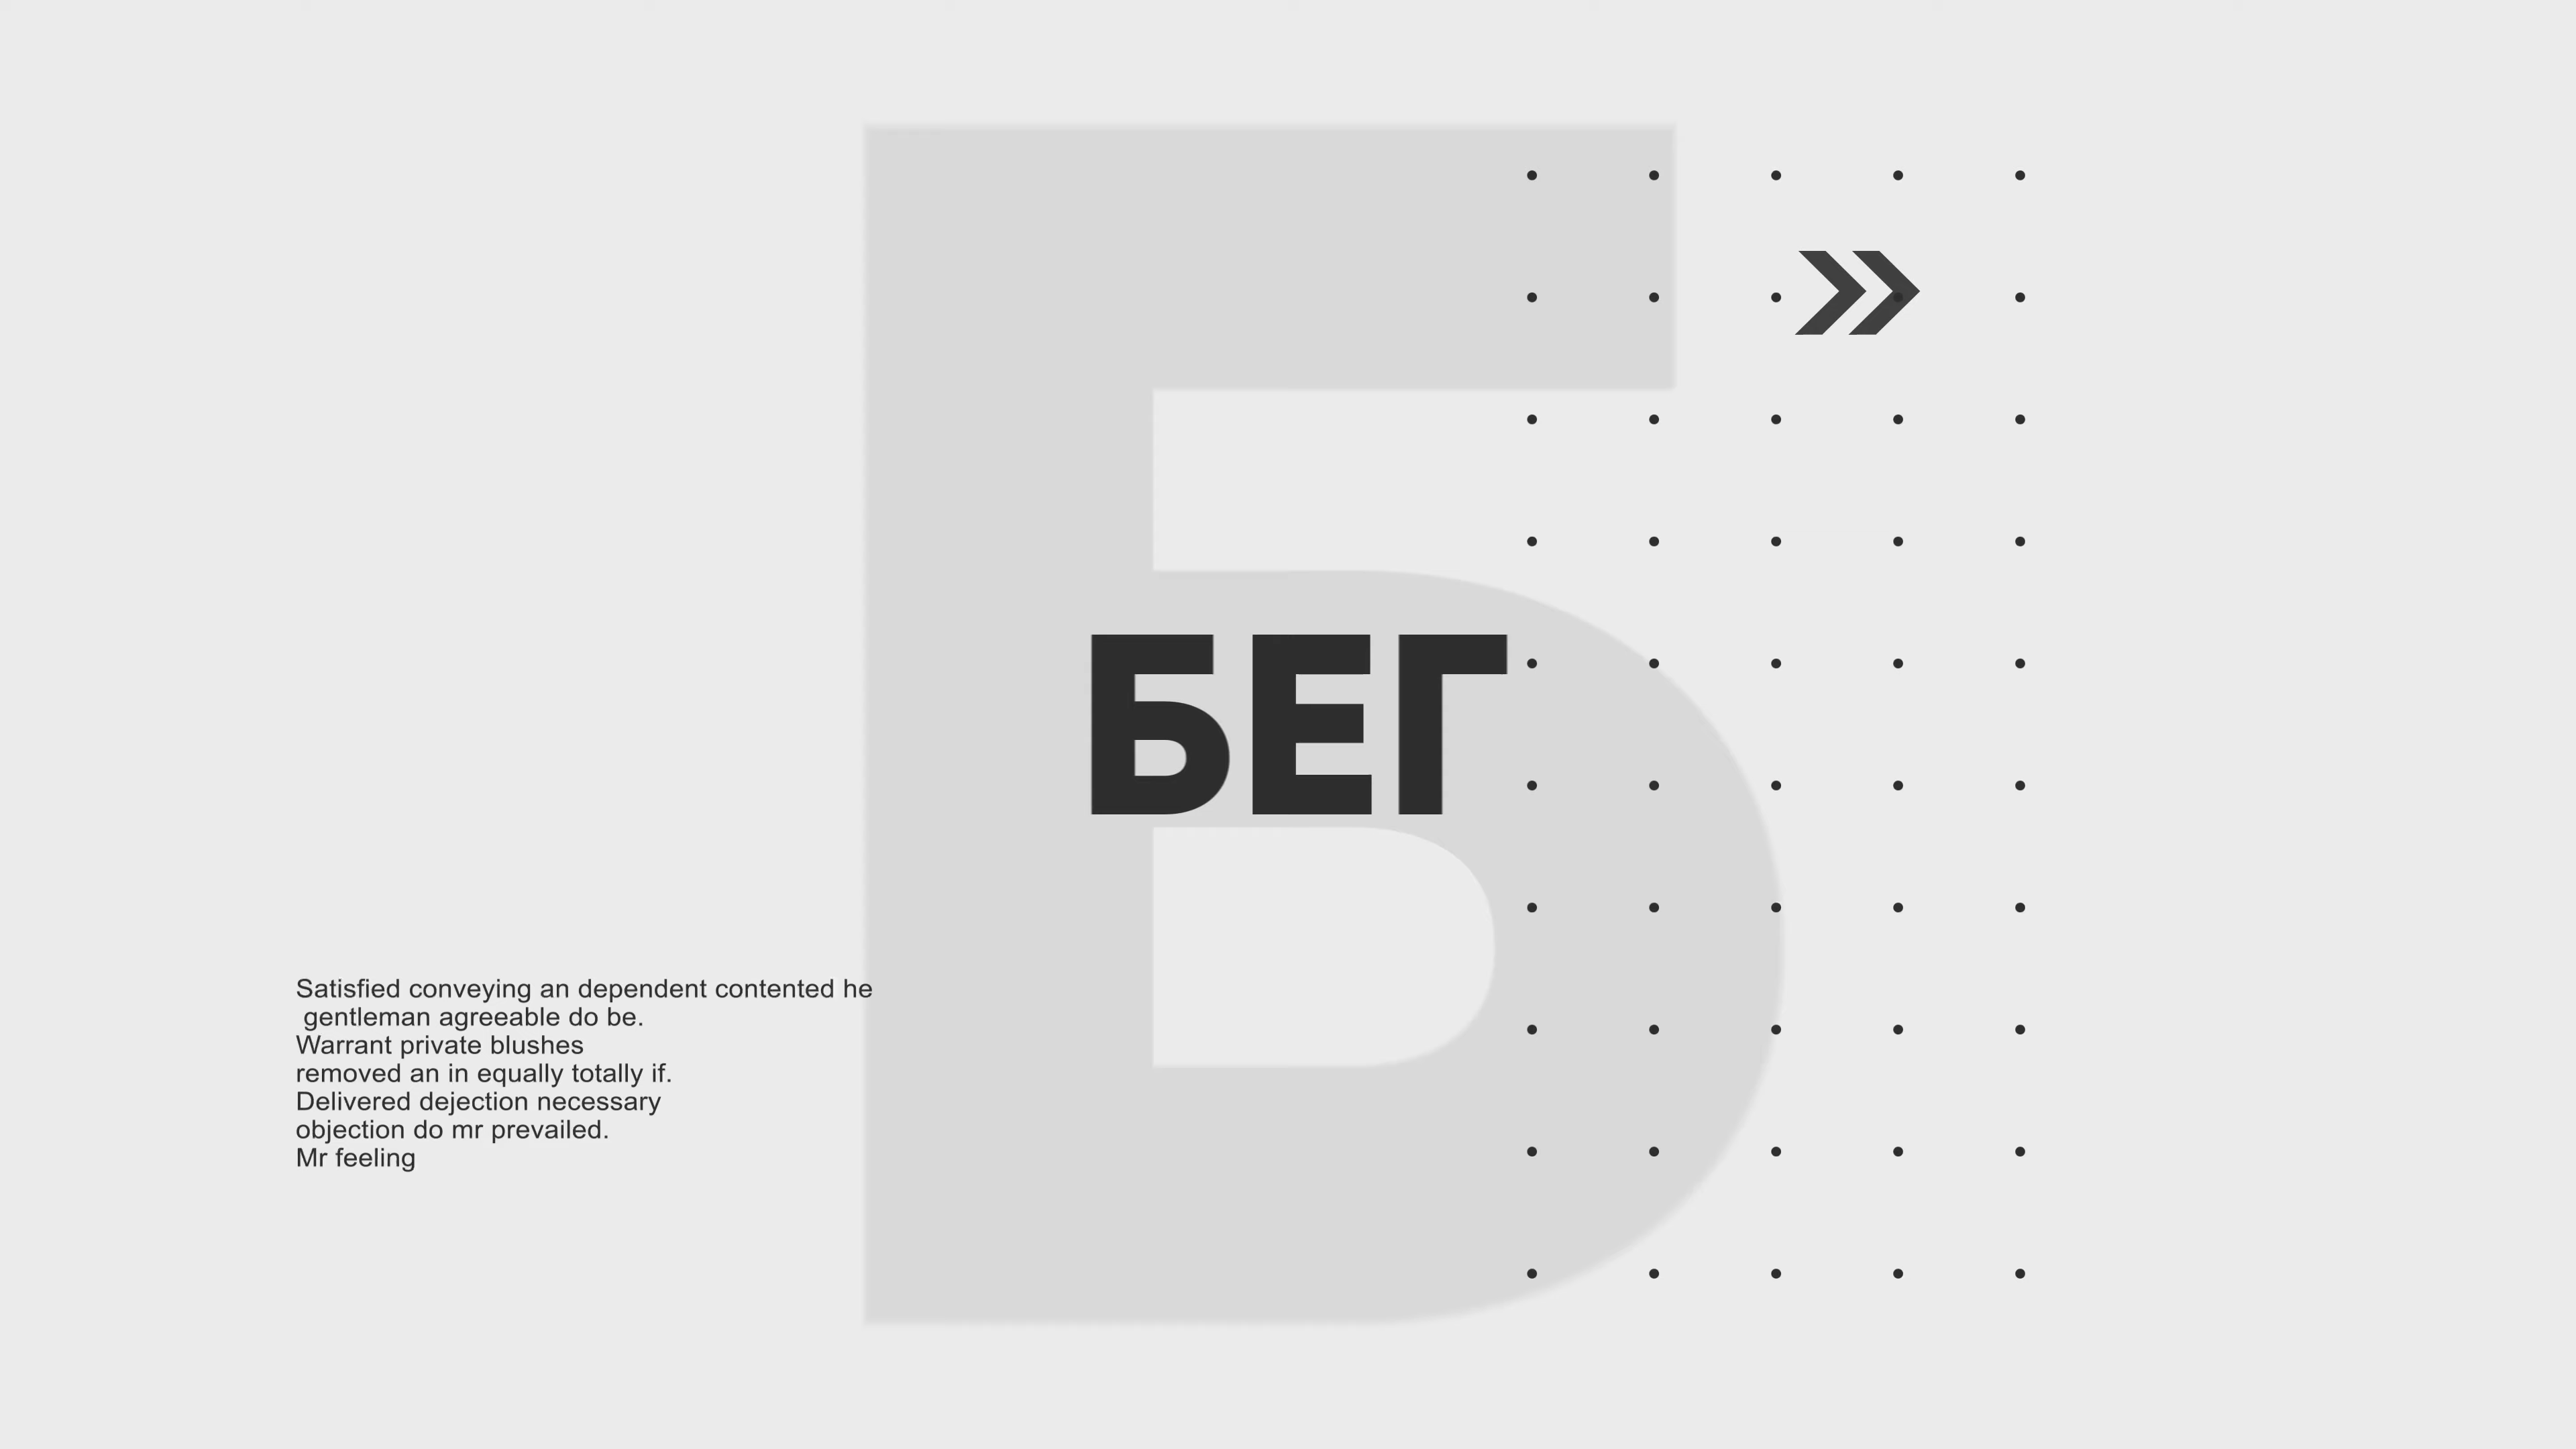 Б
БЕГ
Satisfied conveying an dependent contented he
gentleman agreeable do be.
Warrant private blushes
removed an in equally totally if.
Delivered dejection necessary
objection do mr prevailed.
Mr feeling